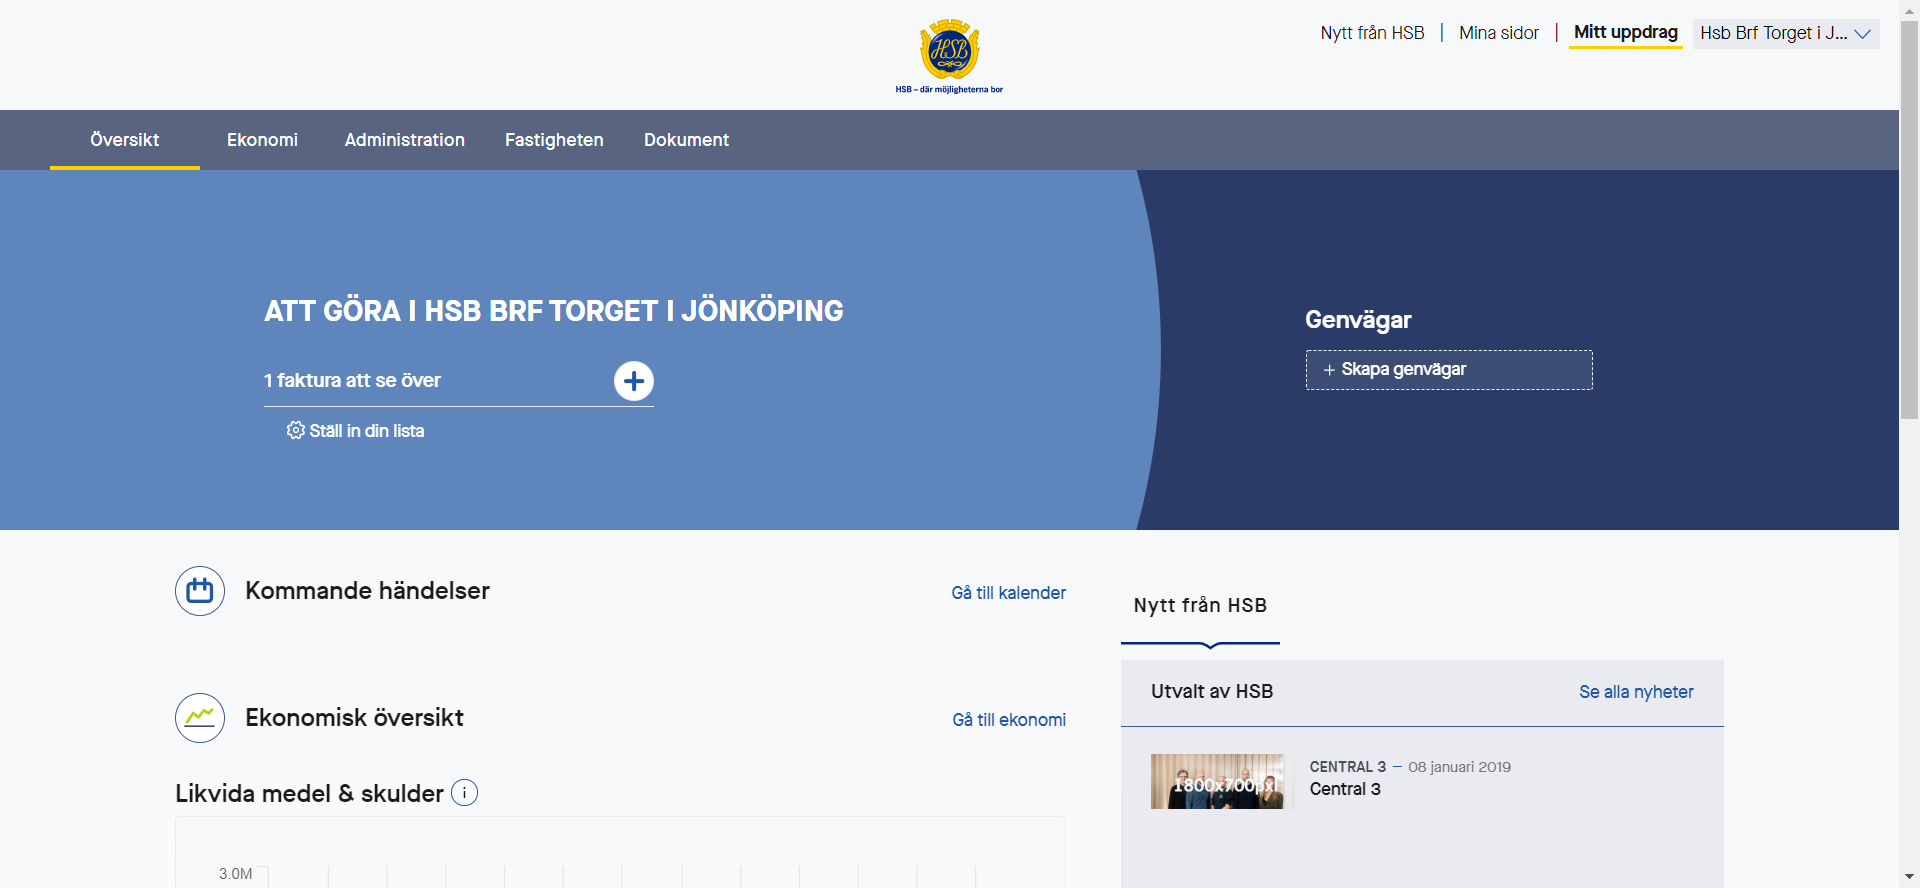 HSB
HSB – där möjligheterna bor
Nytt från HSB
Mina sidor
Mitt uppdrag
Hsb Brf Torget i J...
Översikt
Ekonomi
Administration
Fastigheten
Dokument
ATT GÖRA I HSB BRF TORGET I JÖNKÖPING
1 faktura att se över
Ställ in din lista
Genvägar
+ Skapa genvägar
Kommande händelser
Gå till kalender
Ekonomisk översikt
Gå till ekonomi
Likvida medel & skulder i
3.0M
Nytt från HSB
Utvalt av HSB
Se alla nyheter
1800x700pxl
CENTRAL 3 – 08 januari 2019
Central 3